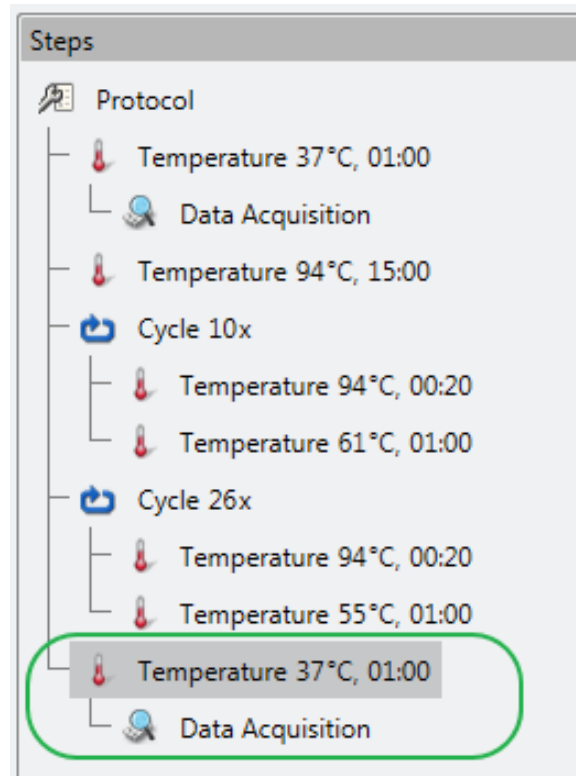 Steps
Protocol
Temperature 37°C, 01:00
Data Acquisition
Temperature 94°C, 15:00
Cycle 10x
Temperature 94°C, 00:20
Temperature 61°C, 01:00
Cycle 26x
Temperature 94°C, 00:20
Temperature 55°C, 01:00
Temperature 37°C, 01:00
Data Acquisition